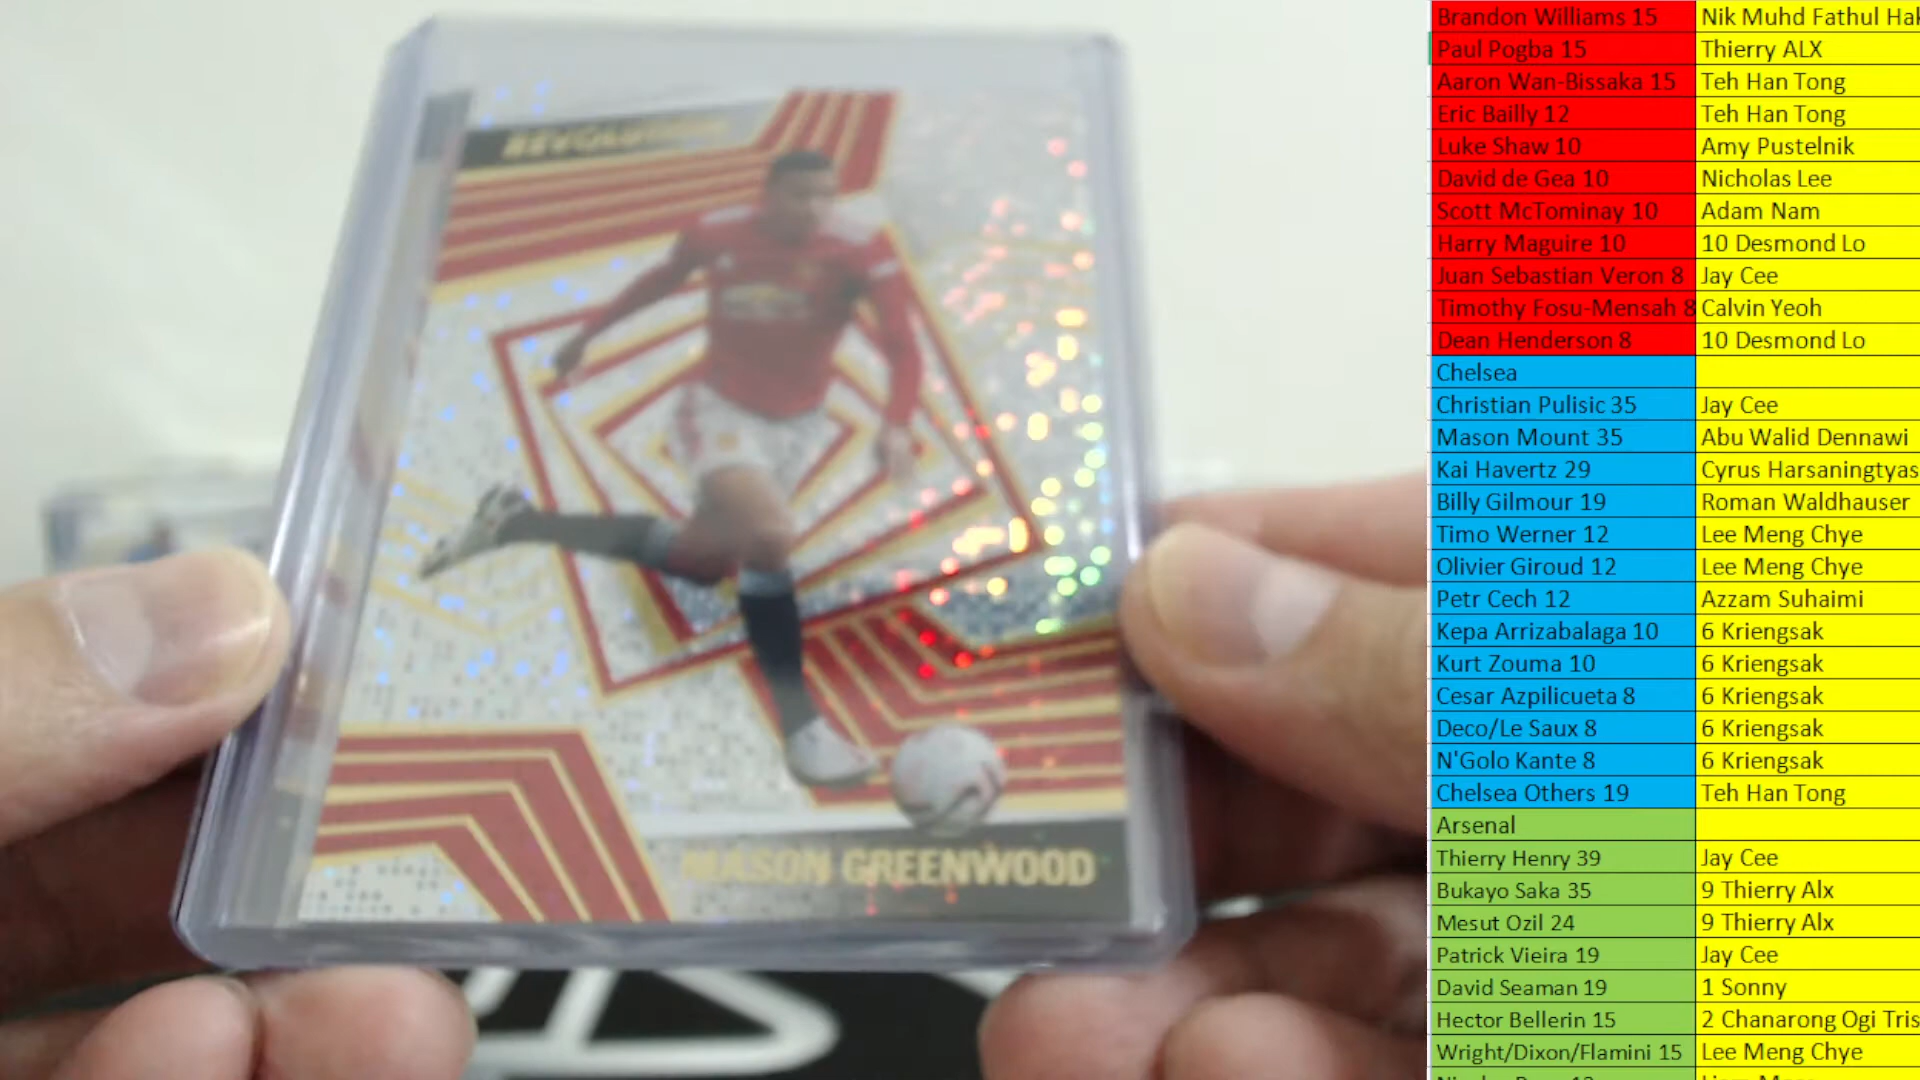 REVOLUTION
MASON GREENWOOD
Brandon Williams 15 Nik Muhd Fathul Hak
Paul Pogba 15 Thierry ALX
Aaron Wan-Bissaka 15 Teh Han Tong
Eric Bailly 12 Teh Han Tong
Luke Shaw 10 Amy Pustelnik
David de Gea 10 Nicholas Lee
Scott McTominay 10 Adam Nam
Harry Maguire 10 10 Desmond Lo
Juan Sebastian Veron 8 Jay Cee
Timothy Fosu-Mensah 8 Calvin Yeoh
Dean Henderson 8 10 Desmond Lo
Chelsea
Christian Pulisic 35 Jay Cee
Mason Mount 35 Abu Walid Dennawi
Kai Havertz 29 Cyrus Harsaningtyas
Billy Gilmour 19 Roman Waldhauser
Timo Werner 12 Lee Meng Chye
Olivier Giroud 12 Lee Meng Chye
Petr Cech 12 Azzam Suhaimi
Kepa Arrizabalaga 10 6 Kriengsak
Kurt Zouma 10 6 Kriengsak
Cesar Azpilicueta 8 6 Kriengsak
Deco/Le Saux 8 6 Kriengsak
N'Golo Kante 8 6 Kriengsak
Chelsea Others 19 Teh Han Tong
Arsenal
Thierry Henry 39 Jay Cee
Bukayo Saka 35 9 Thierry Alx
Mesut Ozil 24 9 Thierry Alx
Patrick Vieira 19 Jay Cee
David Seaman 19 1 Sonny
Hector Bellerin 15 2 Chanarong Ogi Tris
Wright/Dixon/Flamini 15 Lee Meng Chye